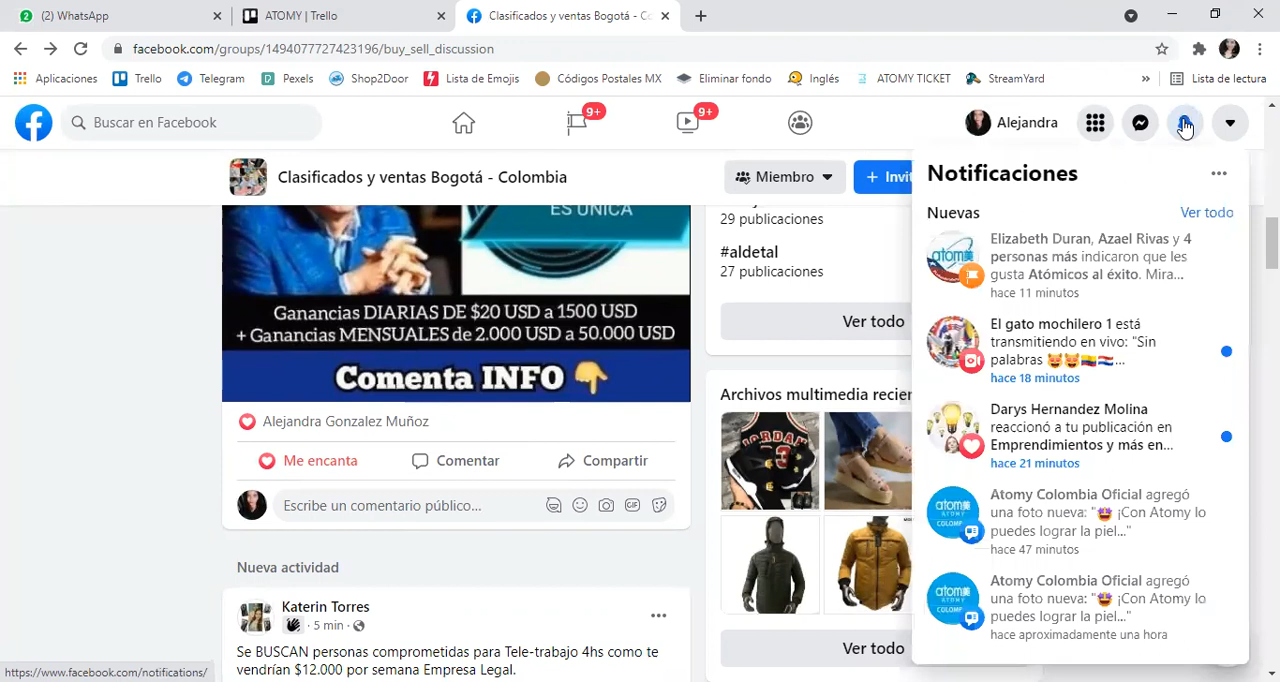 (2) WhatsApp
ATOMY | Trello
Clasificados y ventas Bogotá - Co
facebook.com/groups/1494077727423196/buy_sell_discussion
Aplicaciones
Trello
Telegram
Pexels
Shop2Door
Lista de Emojis
Códigos Postales MX
Eliminar fondo
Inglés
ATOMY TICKET
StreamYard
»
Lista de lectura
Buscar en Facebook
9+
9+
Alejandra
Clasificados y ventas Bogotá - Colombia
Miembro
+ Invit
ES ÚNICA
Ganancias DIARIAS DE $20 USD a 1500 USD
+ Ganancias MENSUALES de 2.000 USD a 50.000 USD
Comenta INFO 👇
Alejandra Gonzalez Muñoz
Me encanta
Comentar
Compartir
Escribe un comentario público...
GIF
Nueva actividad
Katerin Torres
· 5 min ·
Se BUSCAN personas comprometidas para Tele-trabajo 4hs como te
vendrían $12.000 por semana Empresa Legal.
29 publicaciones
#aldetal
27 publicaciones
Ver todo
Archivos multimedia recien
Ver todo
Notificaciones
Nuevas
Ver todo
Elizabeth Duran, Azael Rivas y 4
personas más indicaron que les
gusta Atómicos al éxito. Mira...
hace 11 minutos
El gato mochilero 1 está
transmitiendo en vivo: "Sin
palabras 😻😻🇪🇨🇵🇾...
hace 18 minutos
Darys Hernandez Molina
reaccionó a tu publicación en
Emprendimientos y más en...
hace 21 minutos
Atomy Colombia Oficial agregó
una foto nueva: "🤩 ¡Con Atomy lo
puedes lograr la piel..."
hace 47 minutos
Atomy Colombia Oficial agregó
una foto nueva: "🤩 ¡Con Atomy lo
puedes lograr la piel..."
hace aproximadamente una hora
https://www.facebook.com/notifications/